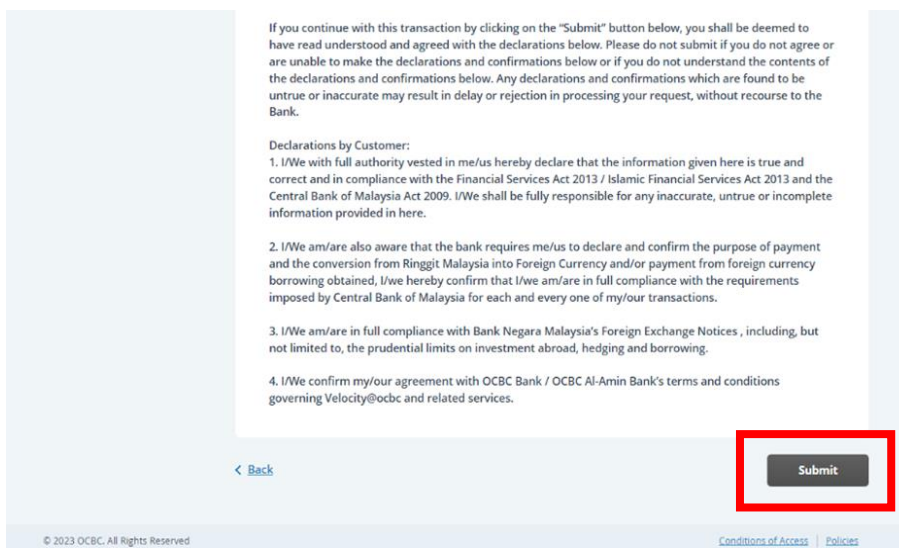 If you continue with this transaction by clicking on the “Submit” button below, you shall be deemed to
have read understood and agreed with the declarations below. Please do not submit if you do not agree or
are unable to make the declarations and confirmations below or if you do not understand the contents of
the declarations and confirmations below. Any declarations and confirmations which are found to be
untrue or inaccurate may result in delay or rejection in processing your request, without recourse to the
Bank.
Declarations by Customer:
1. I/We with full authority vested in me/us hereby declare that the information given here is true and
correct and in compliance with the Financial Services Act 2013 / Islamic Financial Services Act 2013 and the
Central Bank of Malaysia Act 2009. I/We shall be fully responsible for any inaccurate, untrue or incomplete
information provided in here.
2. I/We am/are also aware that the bank requires me/us to declare and confirm the purpose of payment
and the conversion from Ringgit Malaysia into Foreign Currency and/or payment from foreign currency
borrowing obtained, I/we hereby confirm that I/we am/are in full compliance with the requirements
imposed by Central Bank of Malaysia for each and every one of my/our transactions.
3. I/We am/are in full compliance with Bank Negara Malaysia's Foreign Exchange Notices , including, but
not limited to, the prudential limits on investment abroad, hedging and borrowing.
4. I/We confirm my/our agreement with OCBC Bank / OCBC Al-Amin Bank's terms and conditions
governing Velocity@ocbc and related services.
< Back
Submit
© 2023 OCBC. All Rights Reserved
Conditions of Access | Policies